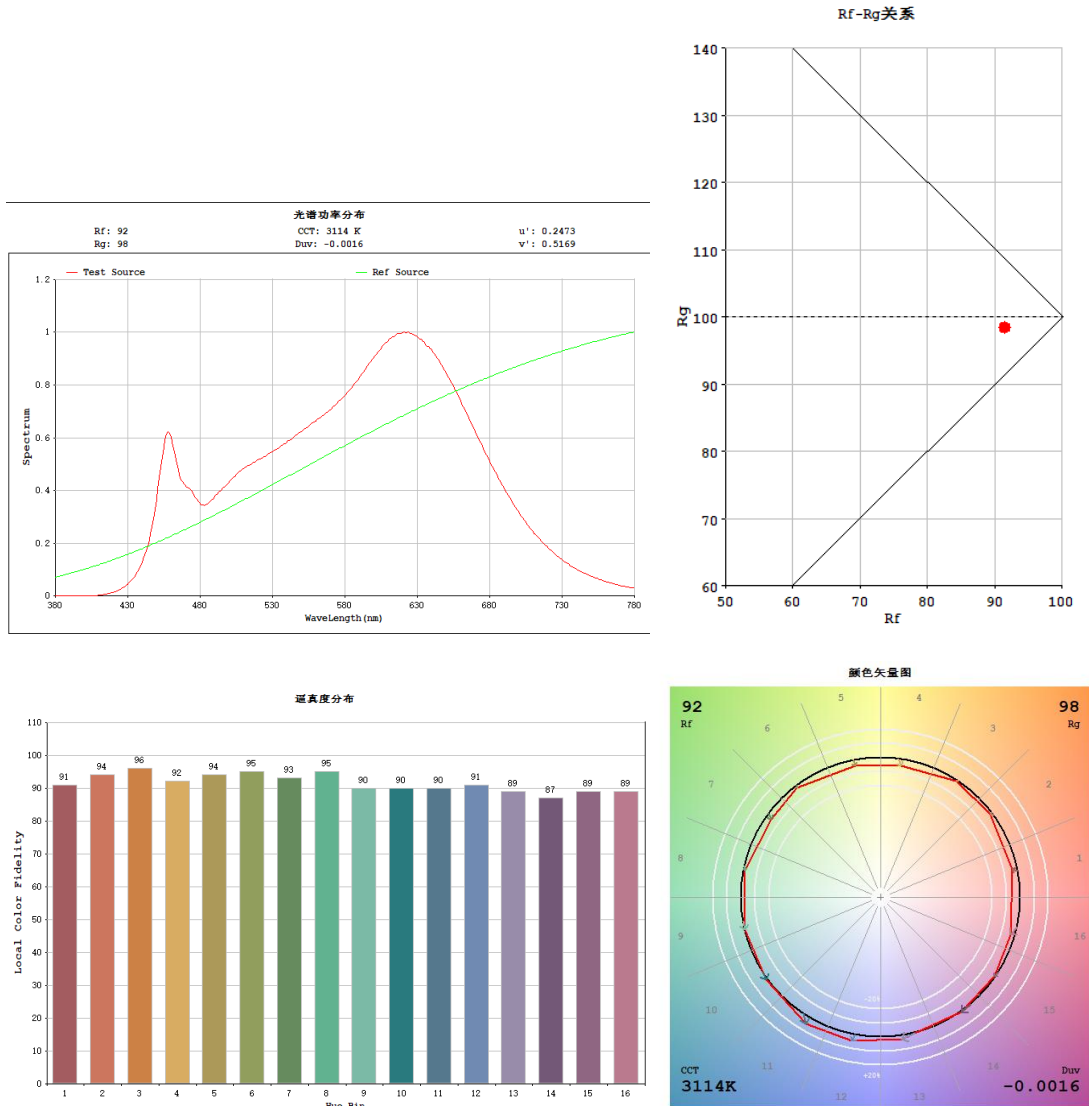 Rf-Rg关系
140
130
120
110
100
90
80
70
60
Rg
50 60 70 80 90 100
Rf
光谱功率分布
Rf: 92 CCT: 3114 K u': 0.2473
Rg: 98 Duv: -0.0016 v': 0.5169
Test Source Ref Source
1.2
1
0.8
0.6
0.4
0.2
0
Spectrum
380 430 480 530 580 630 680 730 780
WaveLength(nm)
逼真度分布
110
100
90
80
70
60
50
40
30
20
10
0
Local Color Fidelity
91 94 96 92 94 95 93 95 90 90 90 91 89 87 89 89
1 2 3 4 5 6 7 8 9 10 11 12 13 14 15 16
Hue Bin
颜色矢量图
92
Rf
98
Rg
5 4
6 3
7 2
8 1
9 16
10 15
11 14
12 13
-20%
+20%
CCT
3114K
Duv
-0.0016